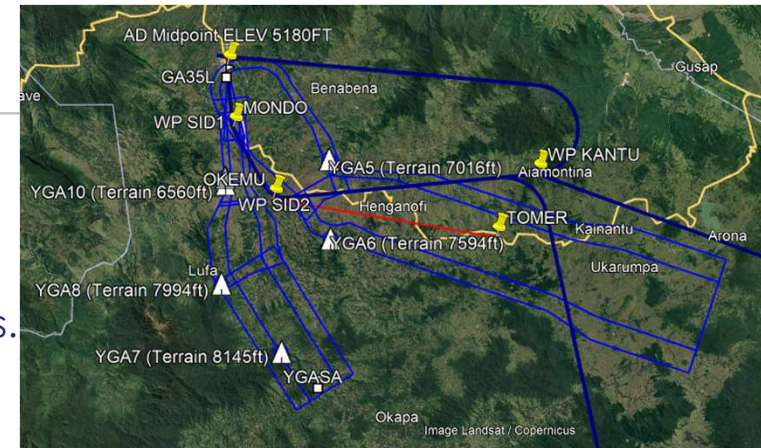 AD Midpoint ELEV 5180FT
Gusap
GA35L
Benabena
MONDO
WP SID1
WP KANTU
YGA5 (Terrain 7016ft)
Aiamontina
OKEMU
YGA10 (Terrain 6560ft)
WP SID2
Henganofi
TOMER
Kainantu
Arona
YGA6 (Terrain 7594ft)
Lufa
Ukarumpa
YGA8 (Terrain 7994ft)
s.
YGA7 (Terrain 8145ft)
YGASA
Okapa
Image Landsat / Copernicus